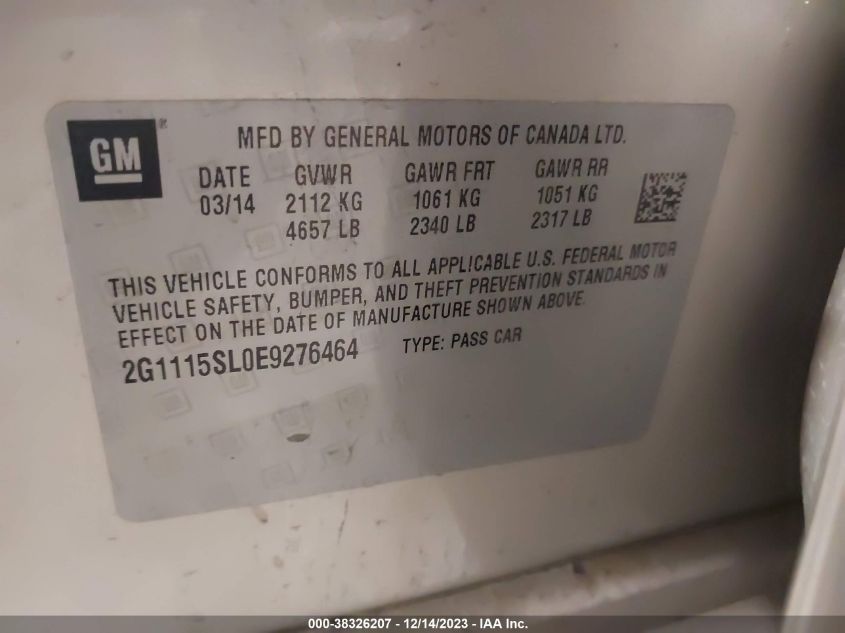 GM®
MFD BY GENERAL MOTORS OF CANADA LTD.
DATE GVWR GAWR FRT GAWR RR
03/14 2112 KG 1061 KG 1051 KG
4657 LB 2340 LB 2317 LB
THIS VEHICLE CONFORMS TO ALL APPLICABLE U.S. FEDERAL MOTOR
VEHICLE SAFETY, BUMPER, AND THEFT PREVENTION STANDARDS IN
EFFECT ON THE DATE OF MANUFACTURE SHOWN ABOVE.
2G1115SL0E9276464 TYPE: PASS CAR
000-38326207 - 12/14/2023 - IAA Inc.